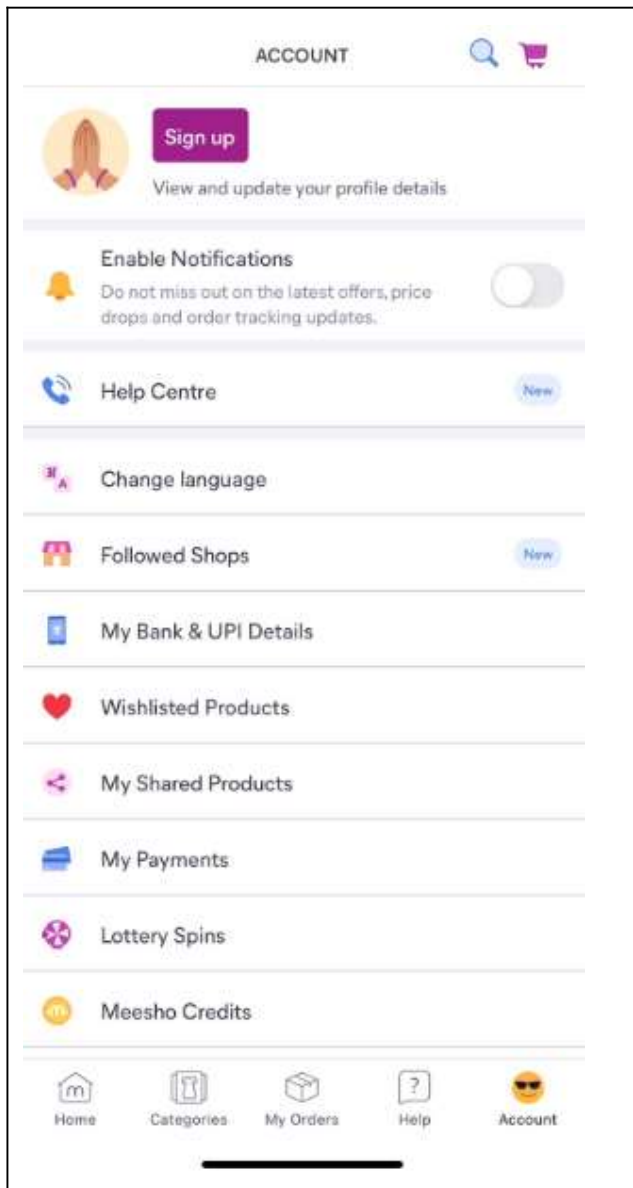 ACCOUNT
Sign up
View and update your profile details
Enable Notifications
Do not miss out on the latest offers, price
drops and order tracking updates.
Help Centre
New
Change language
Followed Shops
New
My Bank & UPI Details
Wishlisted Products
My Shared Products
My Payments
Lottery Spins
Meesho Credits
Home
Categories
My Orders
Help
Account